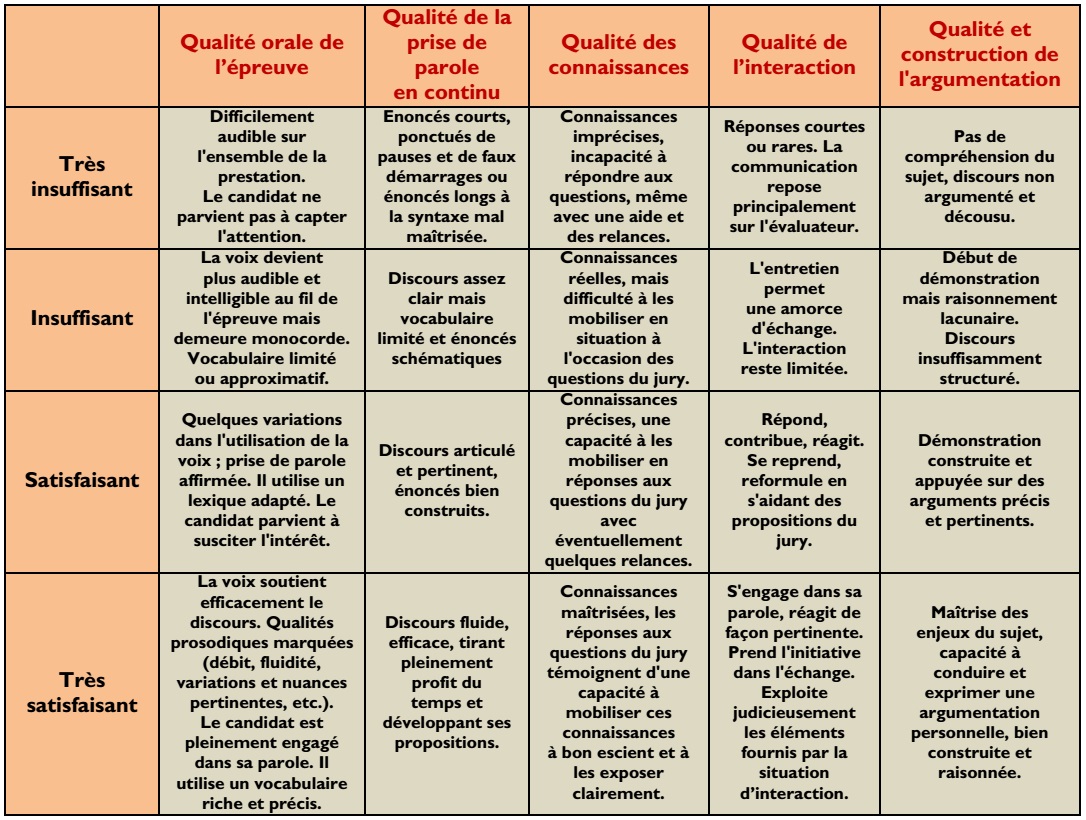 Qualité orale de
l'épreuve
Qualité de la
prise de
parole
en continu
Qualité des
connaissances
Qualité de
l'interaction
Qualité et
construction de
l'argumentation
Très
insuffisant
Difficilement
audible sur
l'ensemble de la
prestation.
Le candidat ne
parvient pas à capter
l'attention.
Enoncés courts,
ponctués de
pauses et de faux
démarrages ou
énoncés longs à
la syntaxe mal
maîtrisée.
Connaissances
imprécises,
incapacité à
répondre aux
questions, même
avec une aide et
des relances.
Réponses courtes
ou rares. La
communication
repose
principalement
sur l'évaluateur.
Pas de
compréhension du
sujet, discours non
argumenté et
décousu.
Insuffisant
La voix devient
plus audible et
intelligible au fil de
l'épreuve mais
demeure monocorde.
Vocabulaire limité
ou approximatif.
Discours assez
clair mais
vocabulaire
limité et énoncés
schématiques
Connaissances
réelles, mais
difficulté à les
mobiliser en
situation à
l'occasion des
questions du jury.
L'entretien
permet
une amorce
d'échange.
L'interaction
reste limitée.
Début de
démonstration
mais raisonnement
lacunaire.
Discours
insuffisamment
structuré.
Satisfaisant
Quelques variations
dans l'utilisation de la
voix ; prise de parole
affirmée. Il utilise un
lexique adapté. Le
candidat parvient à
susciter l'intérêt.
Discours articulé
et pertinent,
énoncés bien
construits.
Connaissances
précises, une
capacité à les
mobiliser en
réponses aux
questions du jury
avec
éventuellement
quelques relances.
Répond,
contribue, réagit.
Se reprend,
reformule en
s'aidant des
propositions du
jury.
Démonstration
construite et
appuyée sur des
arguments précis
et pertinents.
Très
satisfaisant
La voix soutient
efficacement le
discours. Qualités
prosodiques marquées
(débit, fluidité,
variations et nuances
pertinentes, etc.).
Le candidat est
pleinement engagé
dans sa parole. Il
utilise un vocabulaire
riche et précis.
Discours fluide,
efficace, tirant
pleinement
profit du
temps et
développant ses
propositions.
Connaissances
maîtrisées, les
réponses aux
questions du jury
témoignent d'une
capacité à
mobiliser ces
connaissances
à bon escient et à
les exposer
clairement.
S'engage dans sa
parole, réagit de
façon pertinente.
Prend l'initiative
dans l'échange.
Exploite
judicieusement
les éléments
fournis par la
situation
d'interaction.
Maîtrise des
enjeux du sujet,
capacité à
conduire et
exprimer une
argumentation
personnelle, bien
construite et
raisonnée.